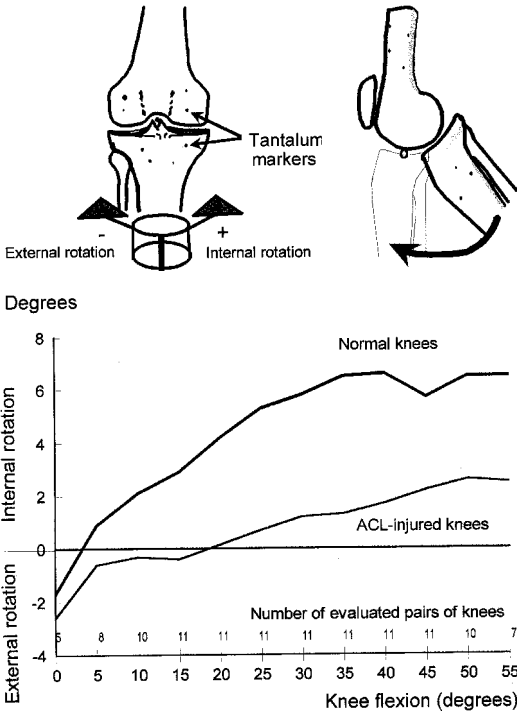 Tantalum
markers
- +
External rotation Internal rotation
Degrees
8
Normal knees
6
Internal rotation
4
2
ACL-injured knees
0
External rotation
-2
Number of evaluated pairs of knees
8 10 11 11 11 11 11 11 11 10 7
-4
0 5 10 15 20 25 30 35 40 45 50 55
Knee flexion (degrees)